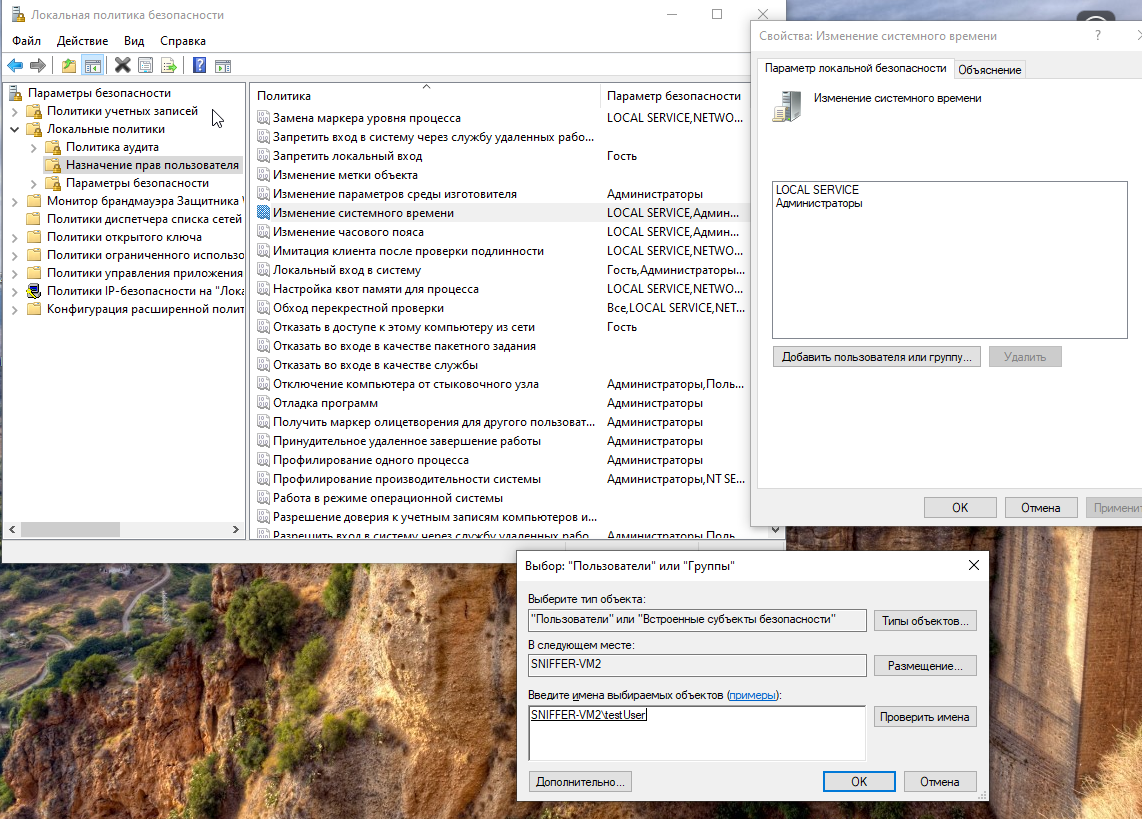 Локальная политика безопасности
Файл Действие Вид Справка
Параметры безопасности
Политики учетных записей
Локальные политики
Политика аудита
Назначение прав пользователя
Параметры безопасности
Монитор брандмауэра Защитника
Политики диспетчера списка сетей
Политики открытого ключа
Политики ограниченного использо
Политики управления приложения
Политики IP-безопасности на "Лока
Конфигурация расширенной полит
Политика Параметр безопасности
Замена маркера уровня процесса LOCAL SERVICE,NETWO...
Запретить вход в систему через службу удаленных рабо...
Запретить локальный вход Гость
Изменение метки объекта
Изменение параметров среды изготовителя Администраторы
Изменение системного времени LOCAL SERVICE,Админ...
Изменение часового пояса LOCAL SERVICE,Админ...
Имитация клиента после проверки подлинности LOCAL SERVICE,NETWO...
Локальный вход в систему Гость,Администраторы...
Настройка квот памяти для процесса LOCAL SERVICE,NETWO...
Обход перекрестной проверки Все,LOCAL SERVICE,NET...
Отказать в доступе к этому компьютеру из сети Гость
Отказать во входе в качестве пакетного задания
Отказать во входе в качестве службы
Отключение компьютера от стыковочного узла Администраторы,Поль...
Отладка программ Администраторы
Получить маркер олицетворения для другого пользоват... Администраторы
Принудительное удаленное завершение работы Администраторы
Профилирование одного процесса Администраторы
Профилирование производительности системы Администраторы,NT SE...
Работа в режиме операционной системы
Разрешение доверия к учетным записям компьютеров и...
Разрешить вход в систему через службу удаленных рабо... Администраторы,Поль...
Свойства: Изменение системного времени
Параметр локальной безопасности Объяснение
Изменение системного времени
LOCAL SERVICE
Администраторы
Добавить пользователя или группу... Удалить
OK Отмена Применит
Выбор: "Пользователи" или "Группы"
Выберите тип объекта:
"Пользователи" или "Встроенные субъекты безопасности" Типы объектов...
В следующем месте:
SNIFFER-VM2 Размещение...
Введите имена выбираемых объектов (примеры):
SNIFFER-VM2\testUser Проверить имена
Дополнительно... OK Отмена